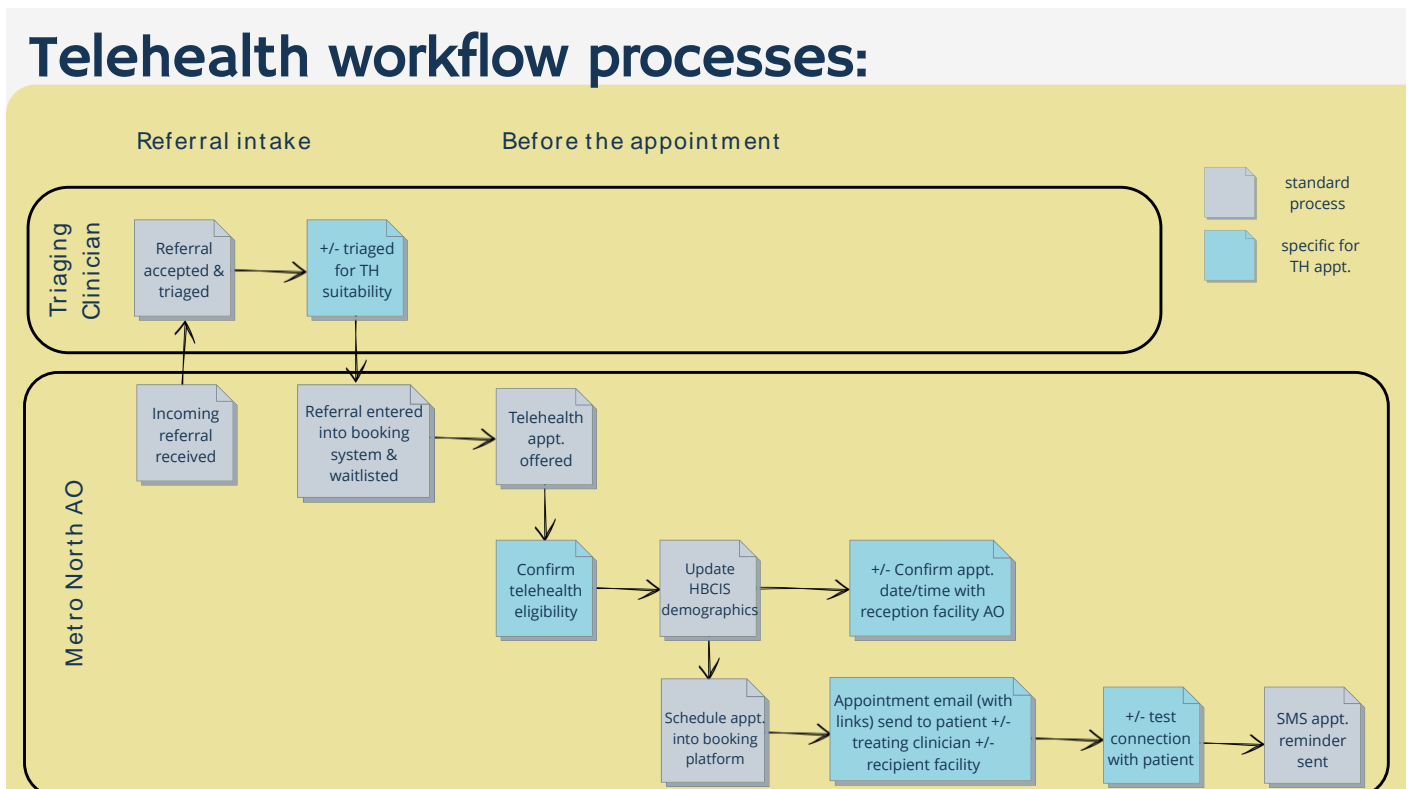 Telehealth workflow processes:
Referral intake
Before the appointment
standard
process
specific for
TH appt.
Triaging
Clinician
Referral
accepted &
triaged
+/- triaged
for TH
suitability
Metro North AO
Incoming
referral
received
Referral entered
into booking
system &
waitlisted
Telehealth
appt.
offered
Confirm
telehealth
eligibility
Update
HBCIS
demographics
+/- Confirm appt.
date/time with
reception facility AO
Schedule appt.
into booking
platform
Appointment email (with
links) send to patient +/-
treating clinician +/-
recipient facility
+/- test
connection
with patient
SMS appt.
reminder
sent